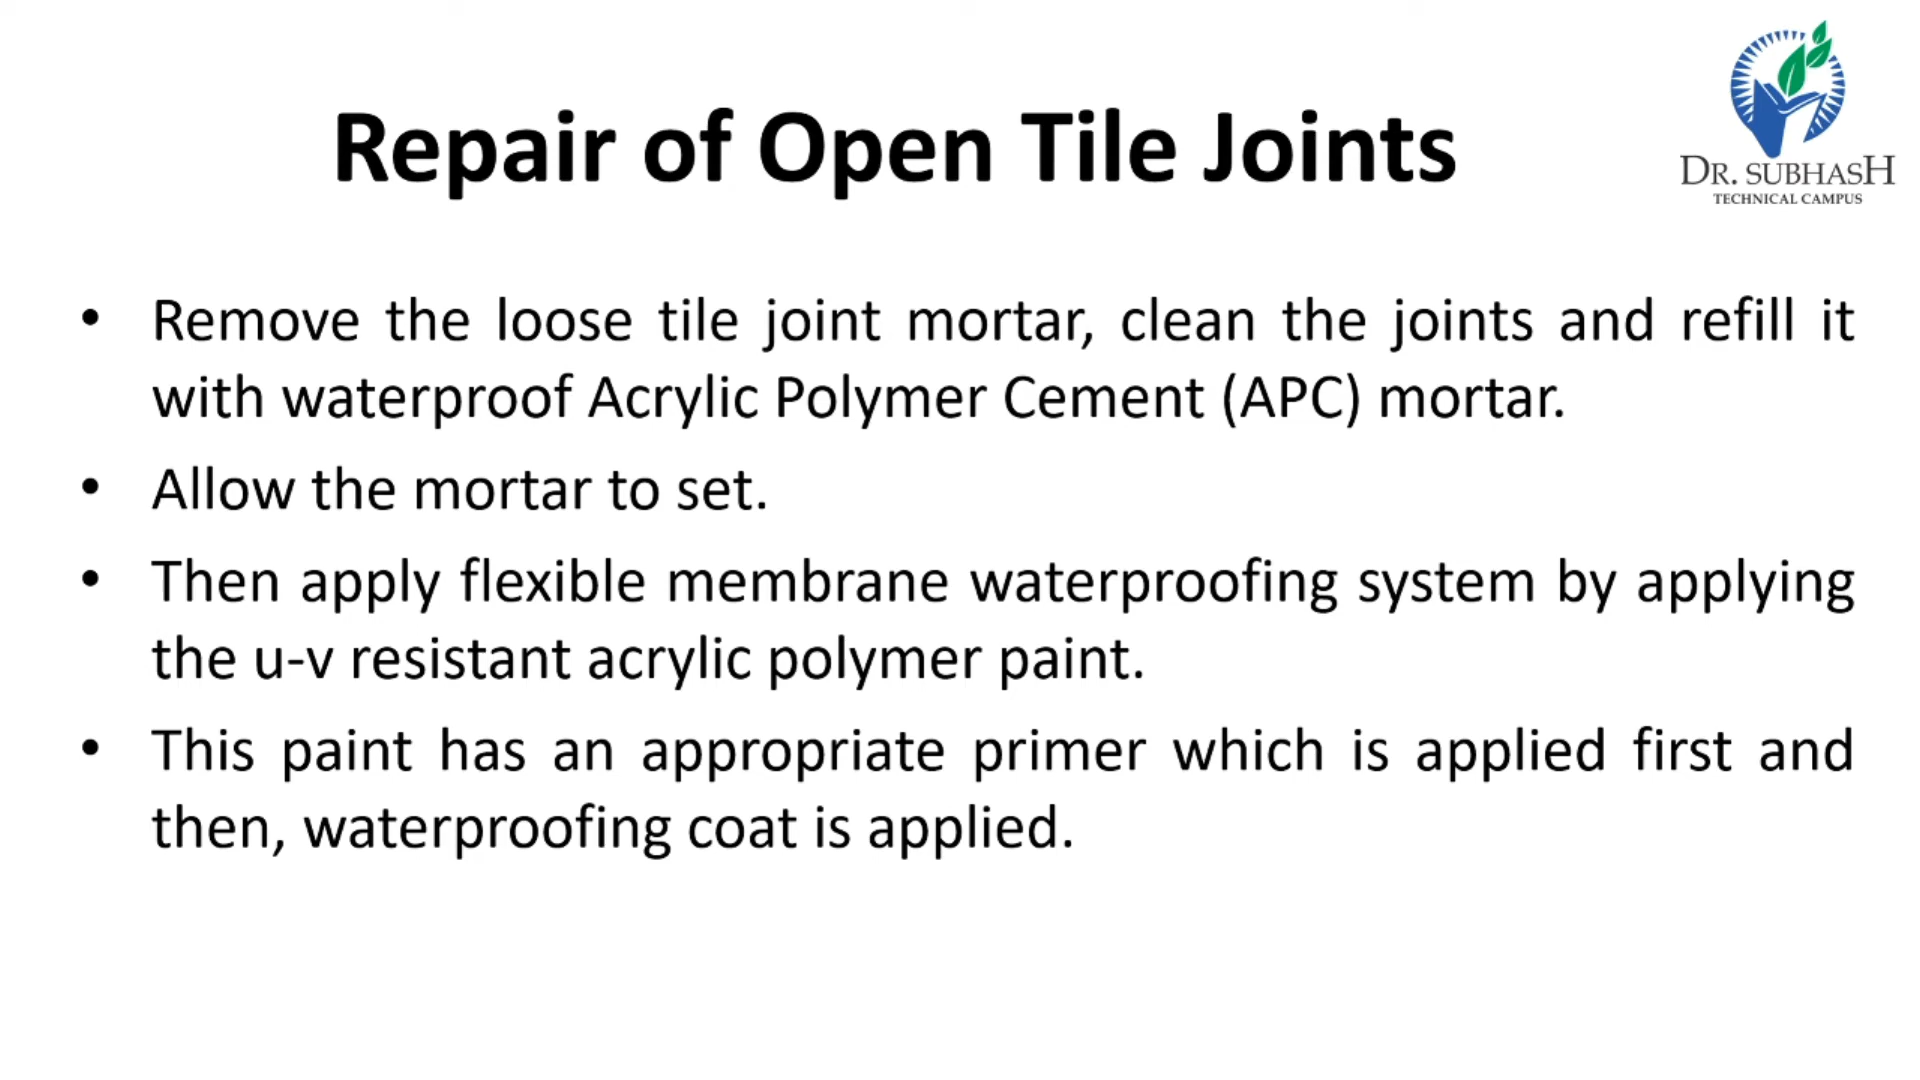 Repair of Open Tile Joints
DR. SUBHASH
TECHNICAL CAMPUS
• Remove the loose tile joint mortar, clean the joints and refill it
with waterproof Acrylic Polymer Cement (APC) mortar.
• Allow the mortar to set.
• Then apply flexible membrane waterproofing system by applying
the u-v resistant acrylic polymer paint.
• This paint has an appropriate primer which is applied first and
then, waterproofing coat is applied.